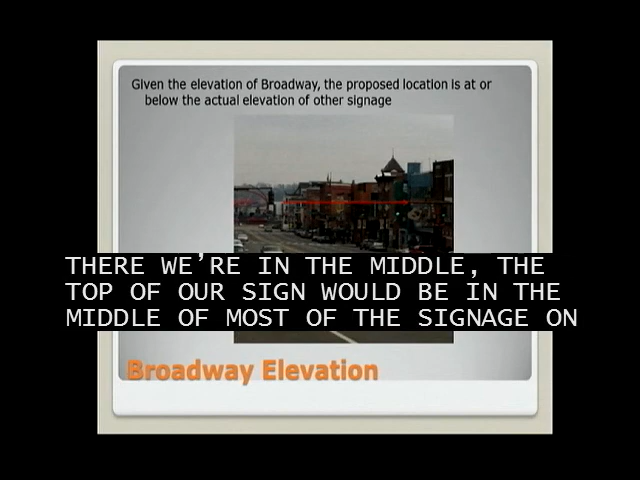 Given the elevation of Broadway, the proposed location is at or
below the actual elevation of other signage
THERE WE'RE IN THE MIDDLE, THE
TOP OF OUR SIGN WOULD BE IN THE
MIDDLE OF MOST OF THE SIGNAGE ON
Broadway Elevation